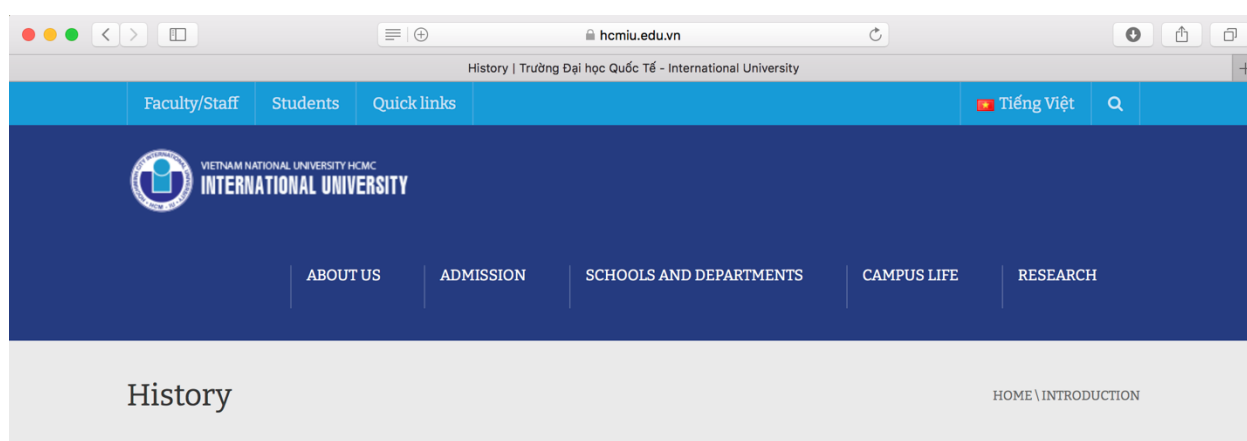 hcmiu.edu.vn
History | Trường Đại học Quốc Tế - International University
Faculty/Staff Students Quick links Tiếng Việt
VIETNAM NATIONAL UNIVERSITY HCMC
INTERNATIONAL UNIVERSITY
ABOUT US ADMISSION SCHOOLS AND DEPARTMENTS CAMPUS LIFE RESEARCH
History HOME \ INTRODUCTION